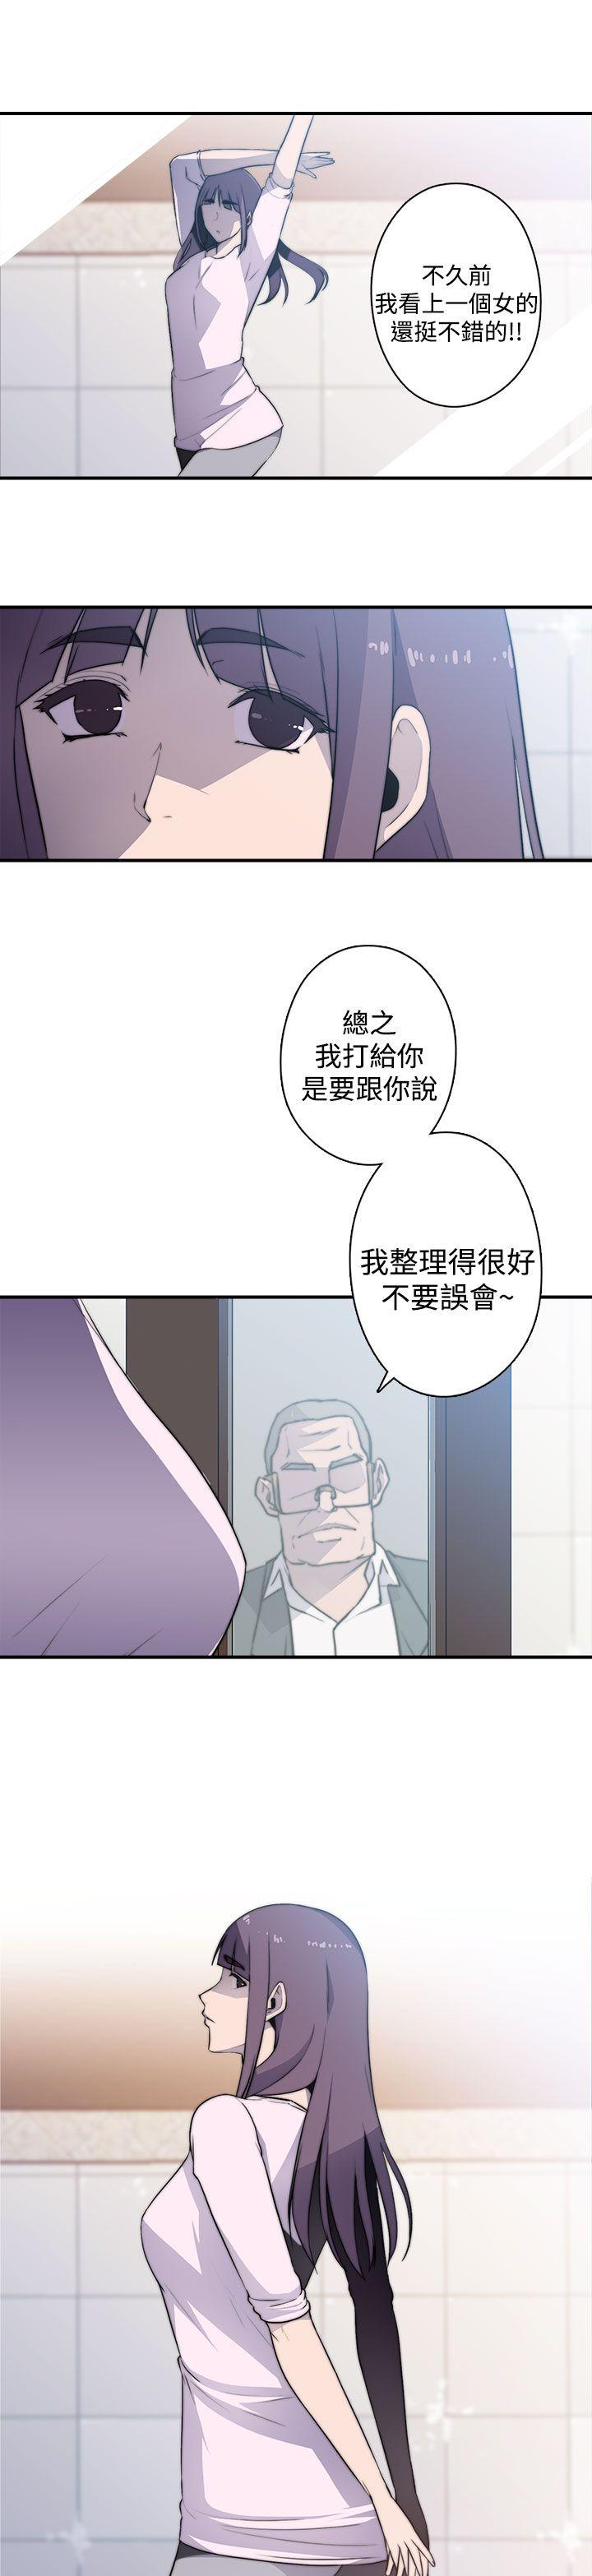 不久前
我看上一個女的
還挺不錯的!!
總之
我打給你
是要跟你說
我整理得很好
不要誤會~